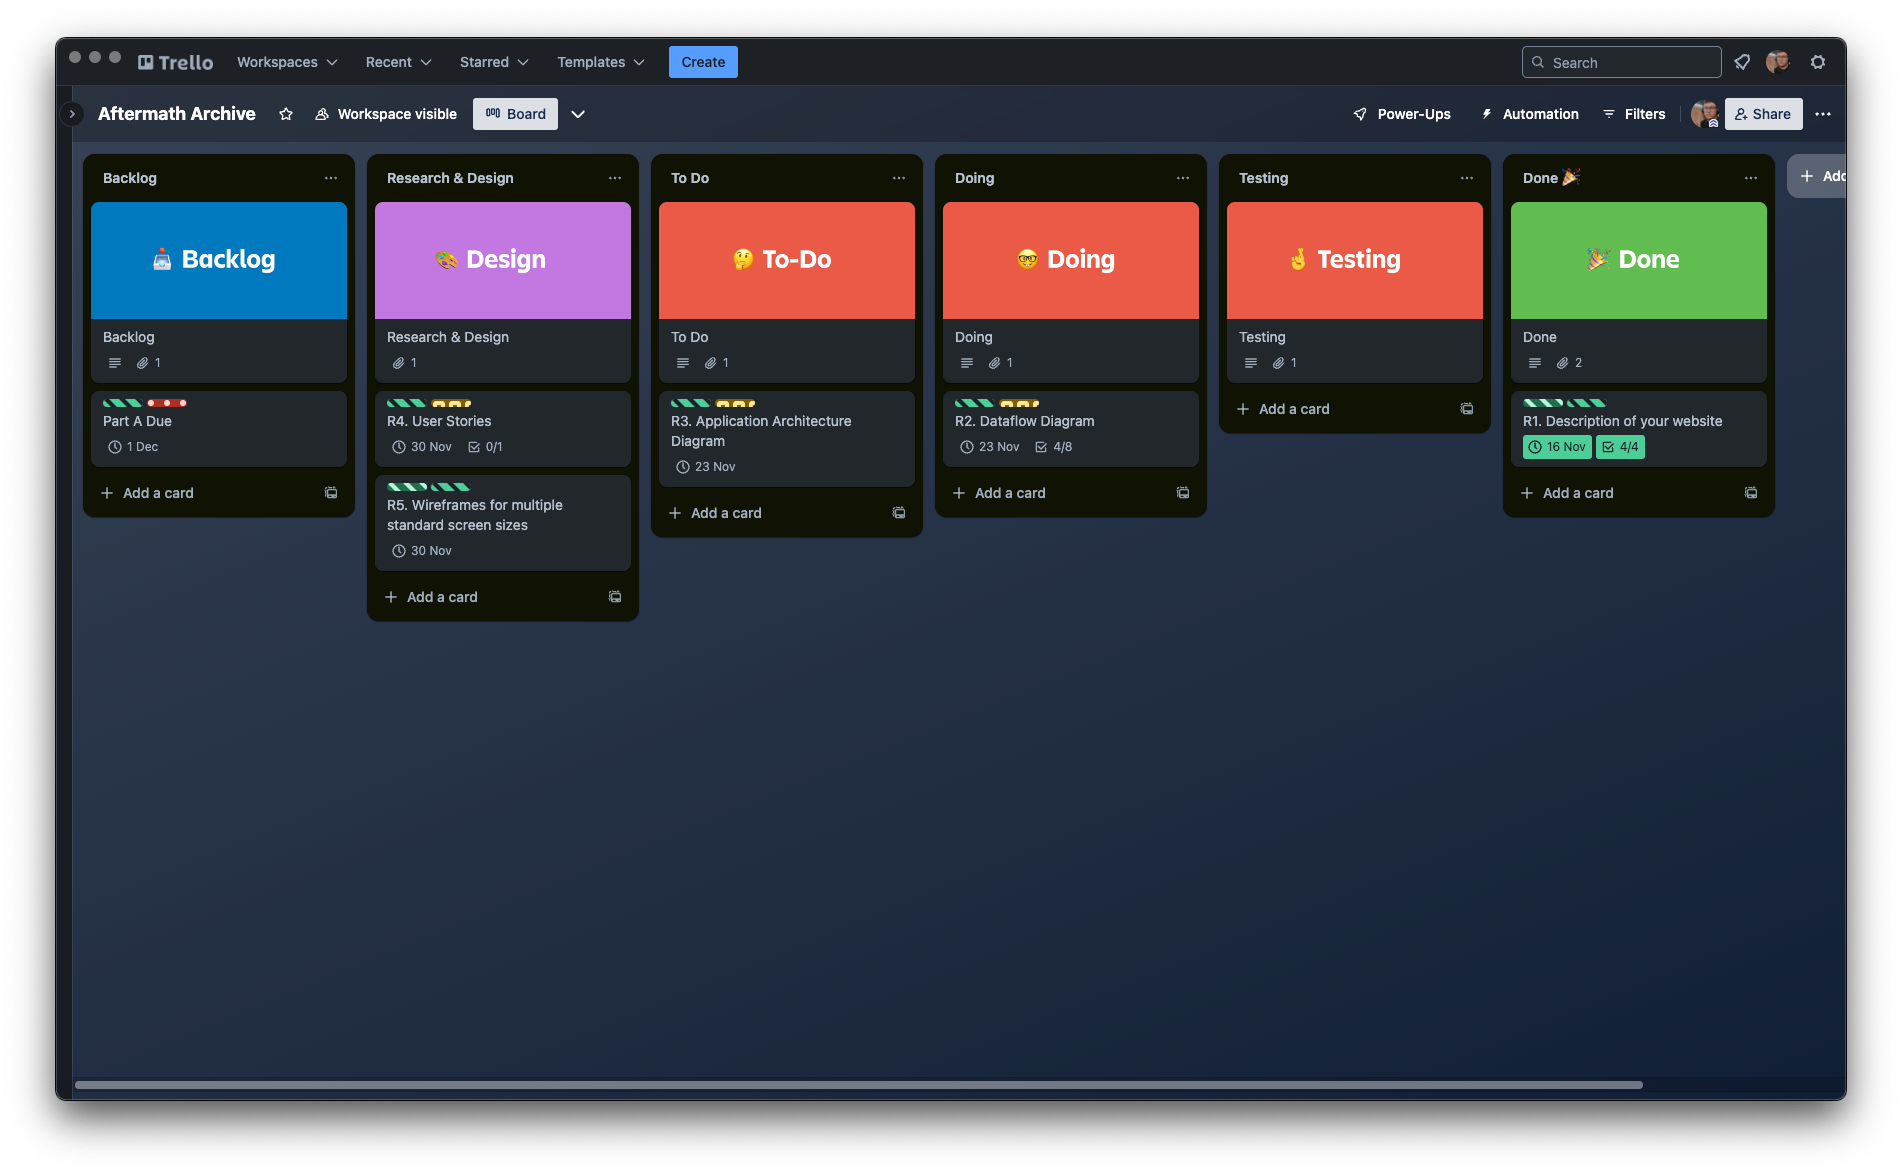 Trello
Workspaces
Recent
Starred
Templates
Create
Search
Aftermath Archive
Workspace visible
Board
Power-Ups
Automation
Filters
Share
Backlog
📥 Backlog
Backlog
1
Part A Due
1 Dec
+ Add a card
Research & Design
🎨 Design
Research & Design
1
R4. User Stories
30 Nov 0/1
R5. Wireframes for multiple
standard screen sizes
30 Nov
+ Add a card
To Do
🤔 To-Do
To Do
1
R3. Application Architecture
Diagram
23 Nov
+ Add a card
Doing
🤓 Doing
Doing
1
R2. Dataflow Diagram
23 Nov 4/8
+ Add a card
Testing
🤞 Testing
Testing
1
+ Add a card
Done 🎉
🎉 Done
Done
2
R1. Description of your website
16 Nov 4/4
+ Add a card
+ Add